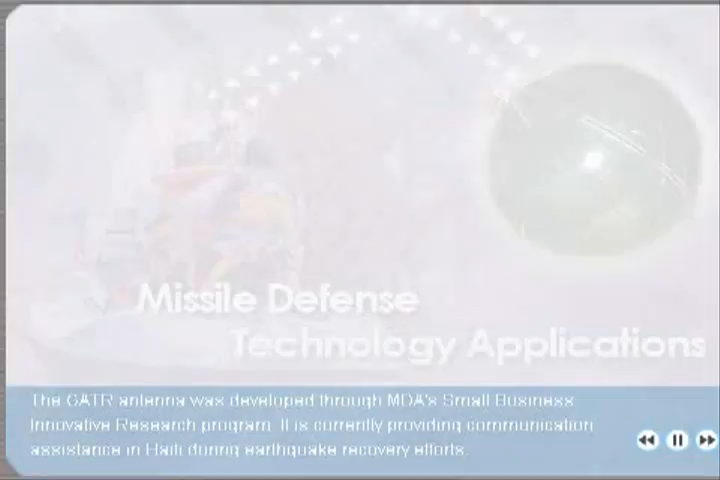 Missile Defense
Technology Applications
The GATR antenna was developed through MDA's Small Business
Innovative Research program. It is currently providing communication
assistance in Haiti during earthquake recovery efforts.